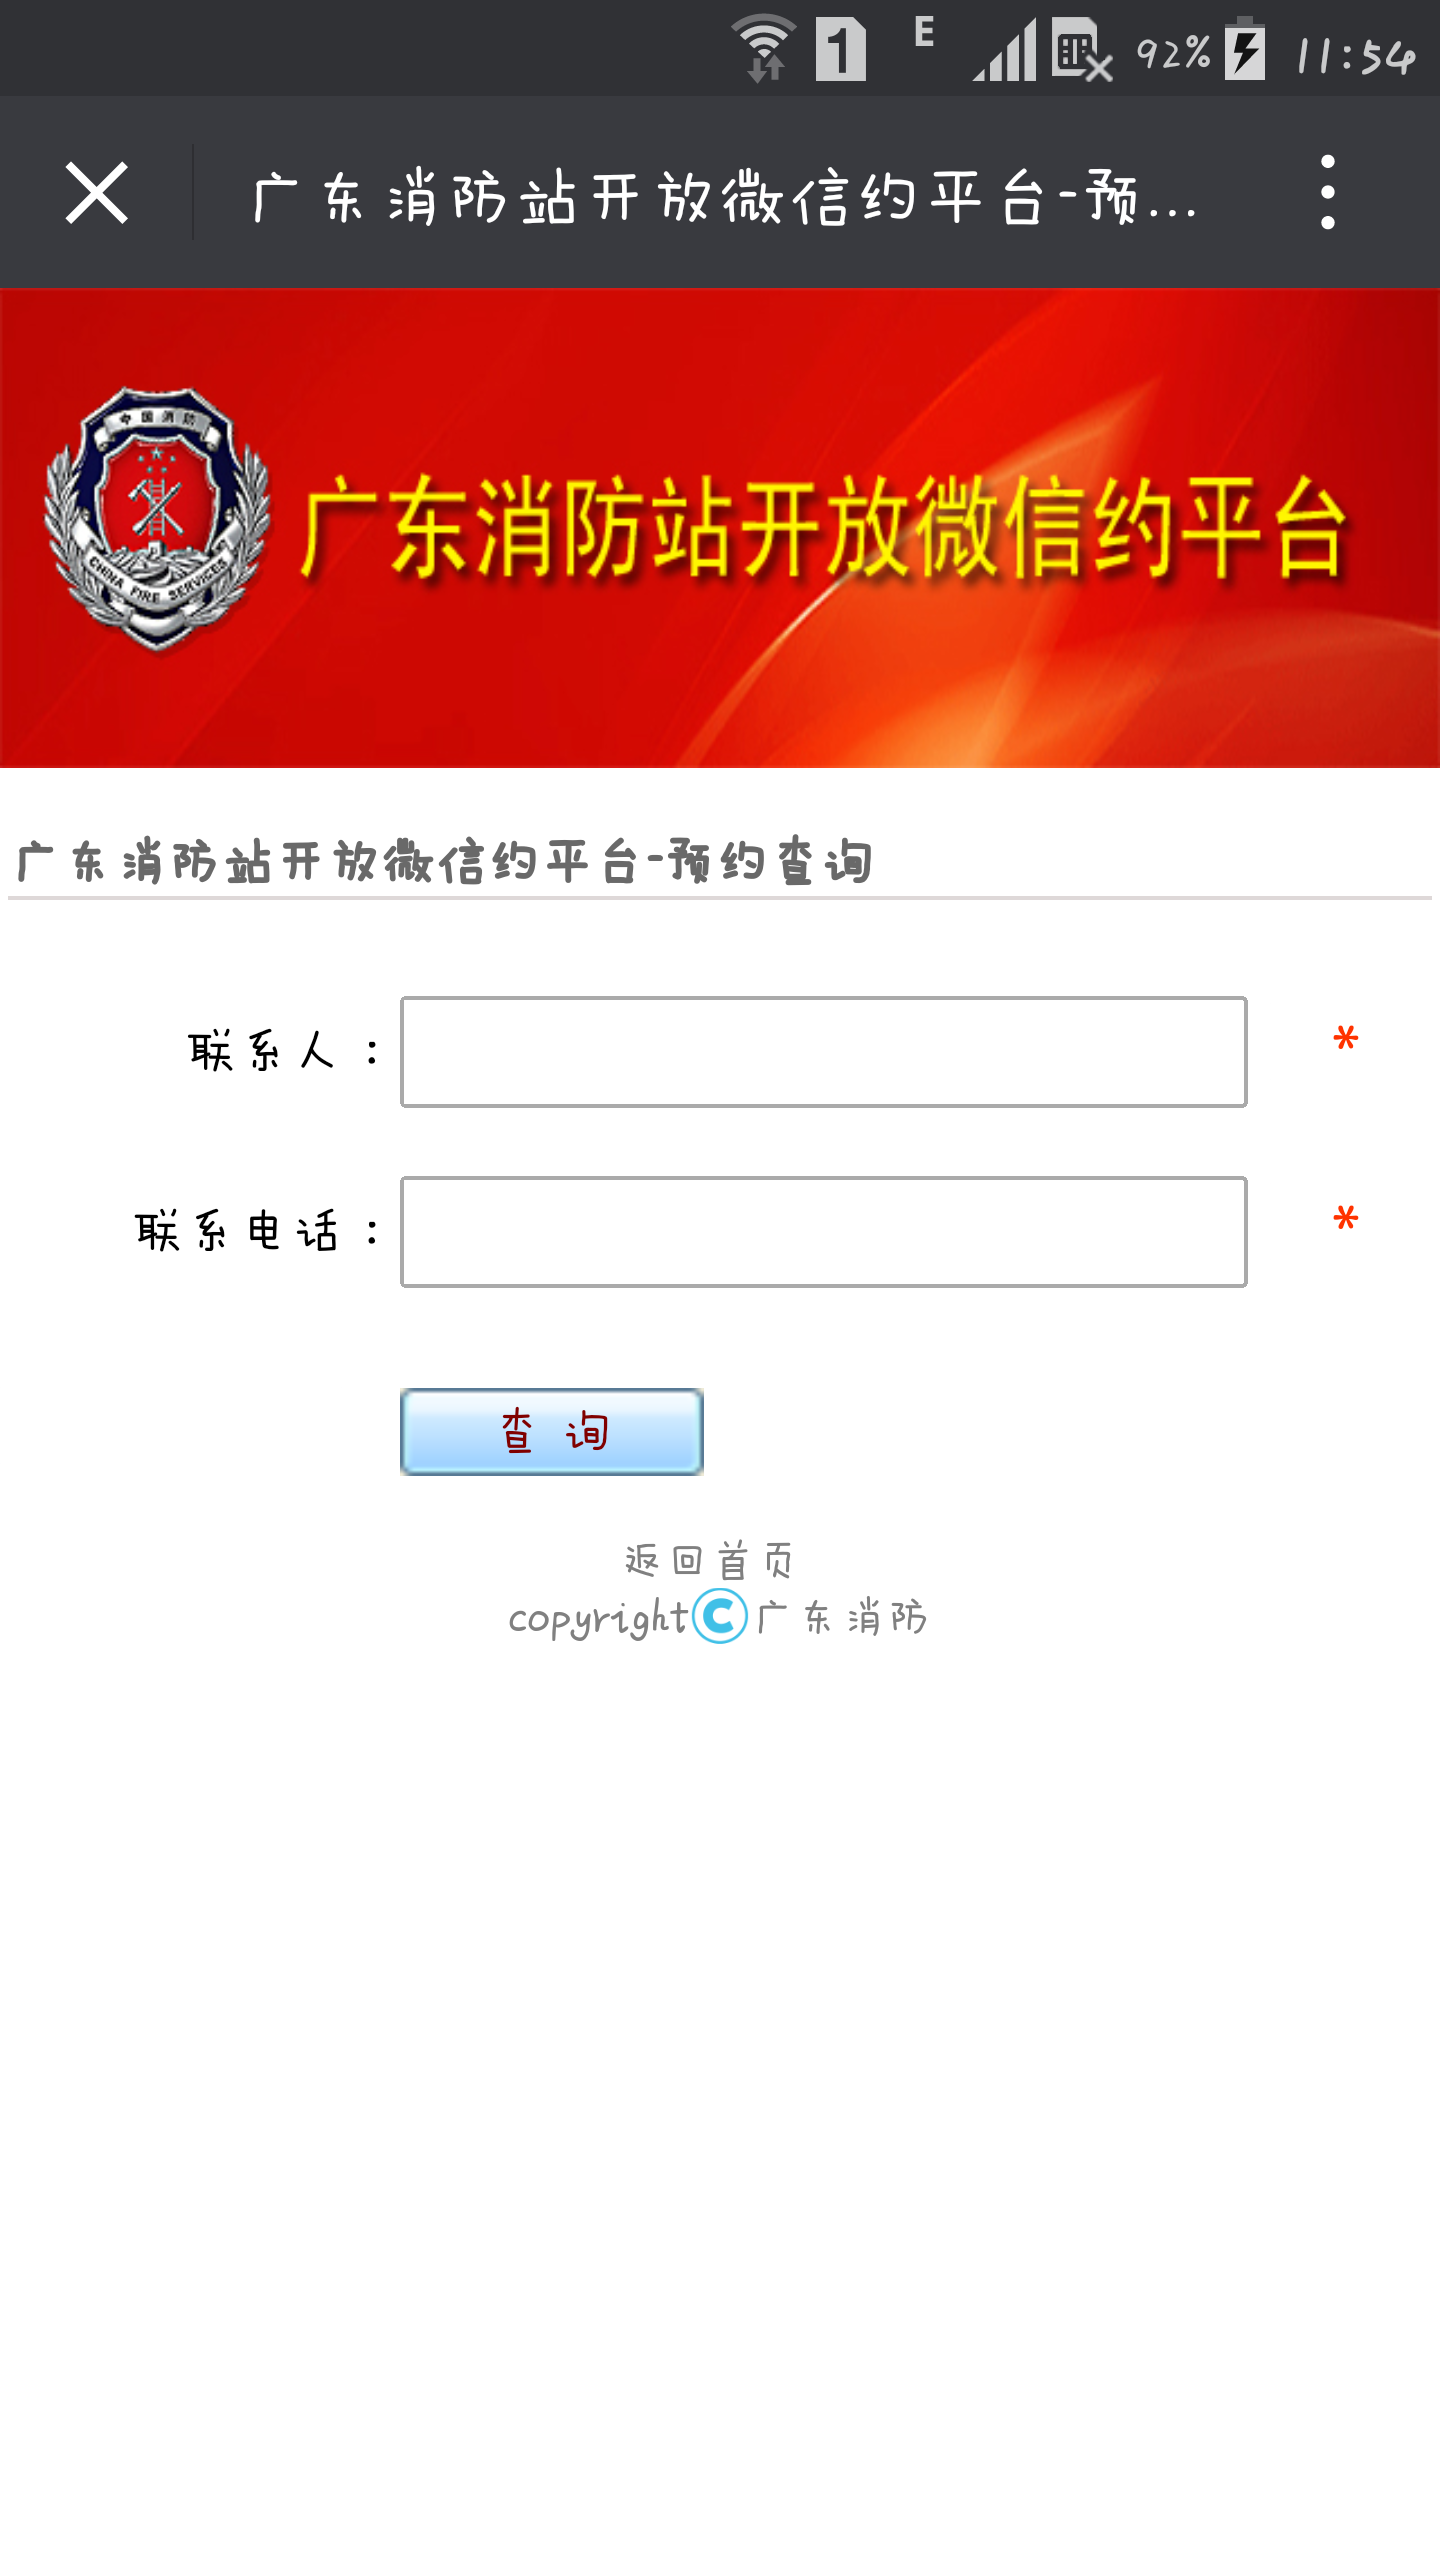 1 E 92% 11:54
广东消防站开放微信约平台-预...
中国消防
CHINA FIRE SERVICES
广东消防站开放微信约平台
广东消防站开放微信约平台-预约查询
联系人： *
联系电话： *
查 询
返回首页
copyright©广东消防